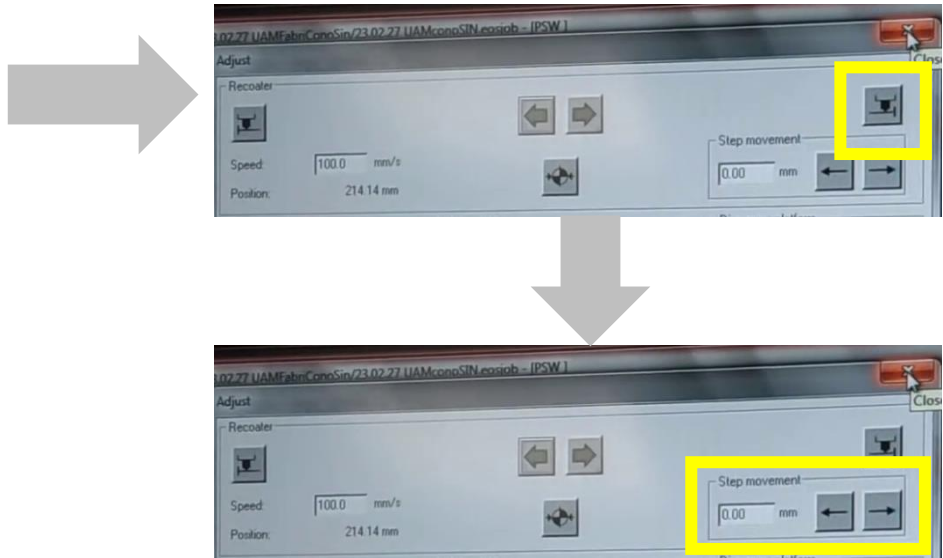 .02.27 UAMFabriConoSin/23.02.27 UAMconoSIN.eosjob - [PSW ]
Close
Adjust
Recoater
Step movement
Speed: 100.0 mm/s
0.00 mm
Position: 214.14 mm
.02.27 UAMFabriConoSin/23.02.27 UAMconoSIN.eosjob - [PSW ]
Adjust
Clos
Recoater
Step movement
Speed: 100.0 mm/s
0.00 mm
Position: 214.14 mm